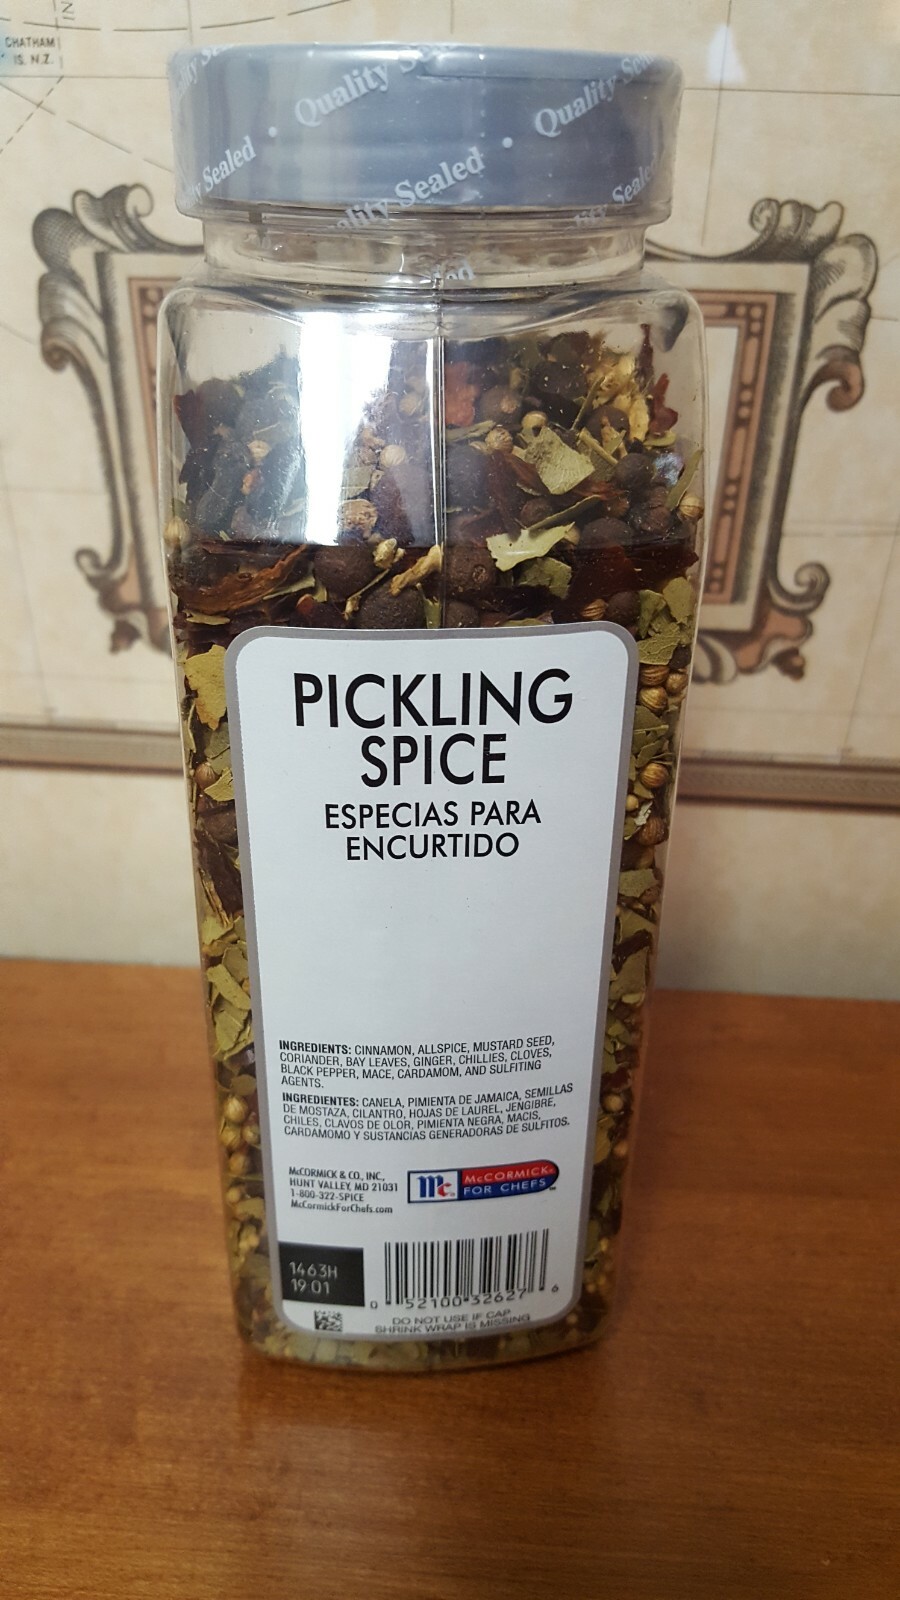 CHATHAM
IS. N.Z.
IN
Quality Sealed • Quality Sealed
Sealed
Quality Sealed • Quality Sealed
PICKLING
SPICE
ESPECIAS PARA
ENCURTIDO
INGREDIENTS: CINNAMON, ALLSPICE, MUSTARD SEED,
CORIANDER, BAY LEAVES, GINGER, CHILLIES, CLOVES,
BLACK PEPPER, MACE, CARDAMOM, AND SULFITING
AGENTS.
INGREDIENTES: CANELA, PIMIENTA DE JAMAICA, SEMILLAS
DE MOSTAZA, CILANTRO, HOJAS DE LAUREL, JENGIBRE,
CHILES, CLAVOS DE OLOR, PIMIENTA NEGRA, MACIS,
CARDAMOMO Y SUSTANCIAS GENERADORAS DE SULFITOS.
McCORMICK & CO., INC.,
HUNT VALLEY, MD 21031
1-800-322-SPICE
McCormickForChefs.com
Mc® McCORMICK®
FOR CHEFS™
1463H
19:01
0 52100 32627 6
DO NOT USE IF CAP
SHRINK WRAP IS MISSING